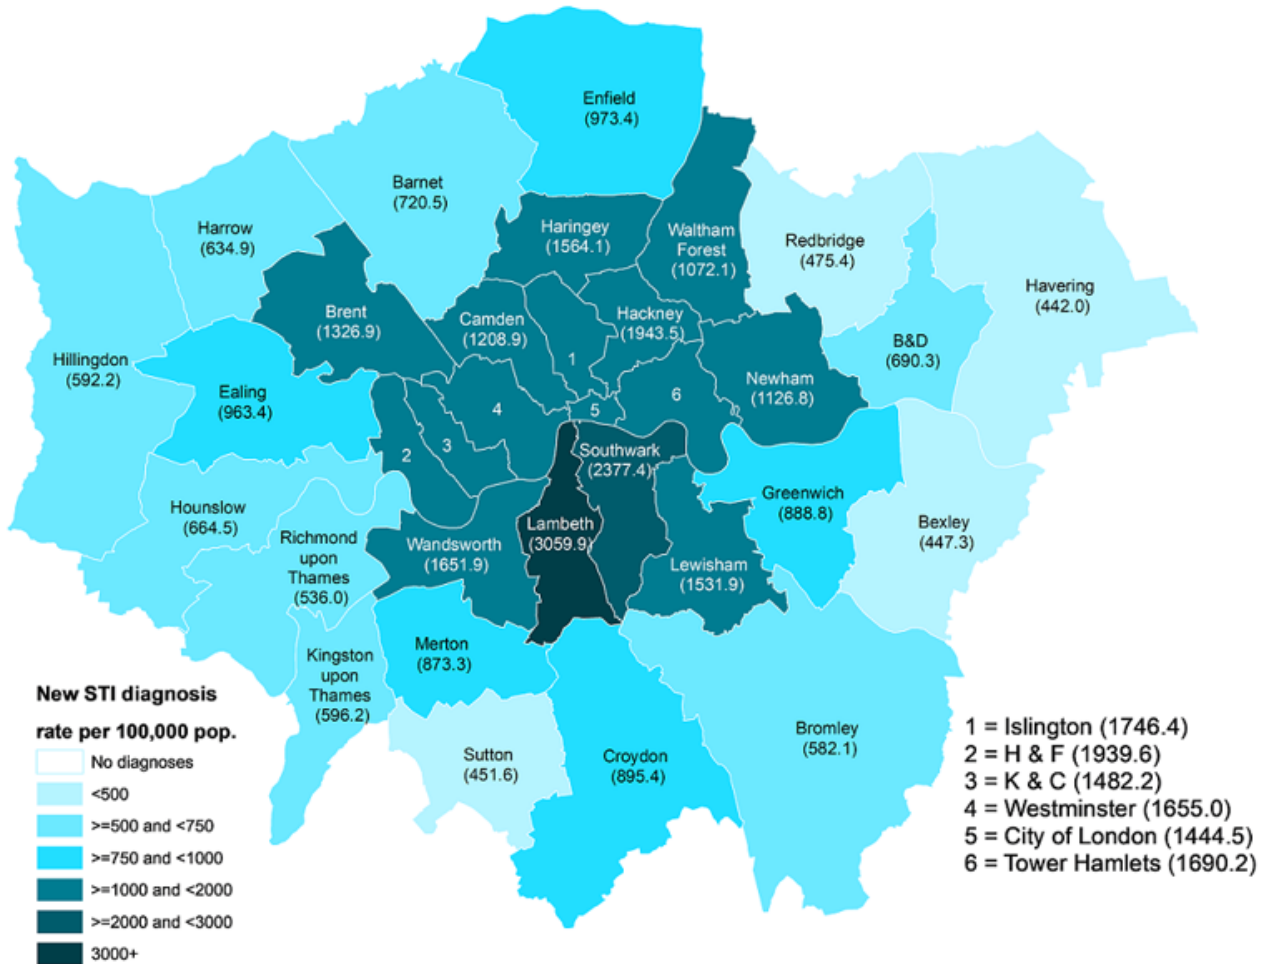 Enfield
(973.4)
Barnet
(720.5)
Harrow
(634.9)
Haringey
(1564.1)
Waltham
Forest
(1072.1)
Redbridge
(475.4)
Havering
(442.0)
Brent
(1326.9)
Camden
(1208.9)
Hackney
(1943.5)
1
B&D
(690.3)
Hillingdon
(592.2)
Ealing
(963.4)
Newham
(1126.8)
6
4
5
3
2
Southwark
(2377.4)
Greenwich
(888.8)
Hounslow
(664.5)
Bexley
(447.3)
Lambeth
(3059.9)
Richmond
upon
Thames
(536.0)
Wandsworth
(1651.9)
Lewisham
(1531.9)
Merton
(873.3)
Kingston
upon
Thames
(596.2)
Sutton
(451.6)
Croydon
(895.4)
Bromley
(582.1)
New STI diagnosis
rate per 100,000 pop.
No diagnoses
<500
>=500 and <750
>=750 and <1000
>=1000 and <2000
>=2000 and <3000
3000+
1 = Islington (1746.4)
2 = H & F (1939.6)
3 = K & C (1482.2)
4 = Westminster (1655.0)
5 = City of London (1444.5)
6 = Tower Hamlets (1690.2)